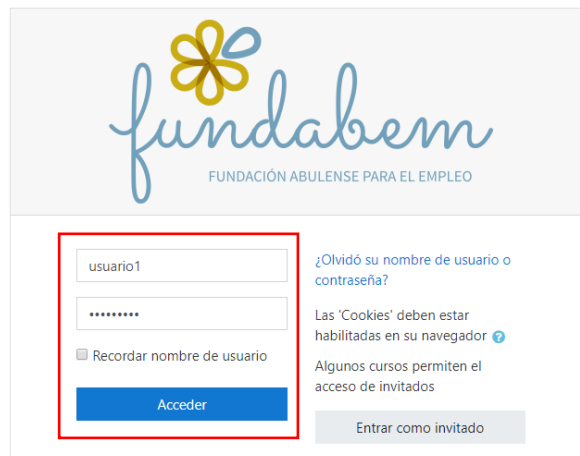 fundabem
FUNDACIÓN ABULENSE PARA EL EMPLEO
usuario1
•••••••••
Recordar nombre de usuario
Acceder
¿Olvidó su nombre de usuario o
contraseña?
Las 'Cookies' deben estar
habilitadas en su navegador ?
Algunos cursos permiten el
acceso de invitados
Entrar como invitado